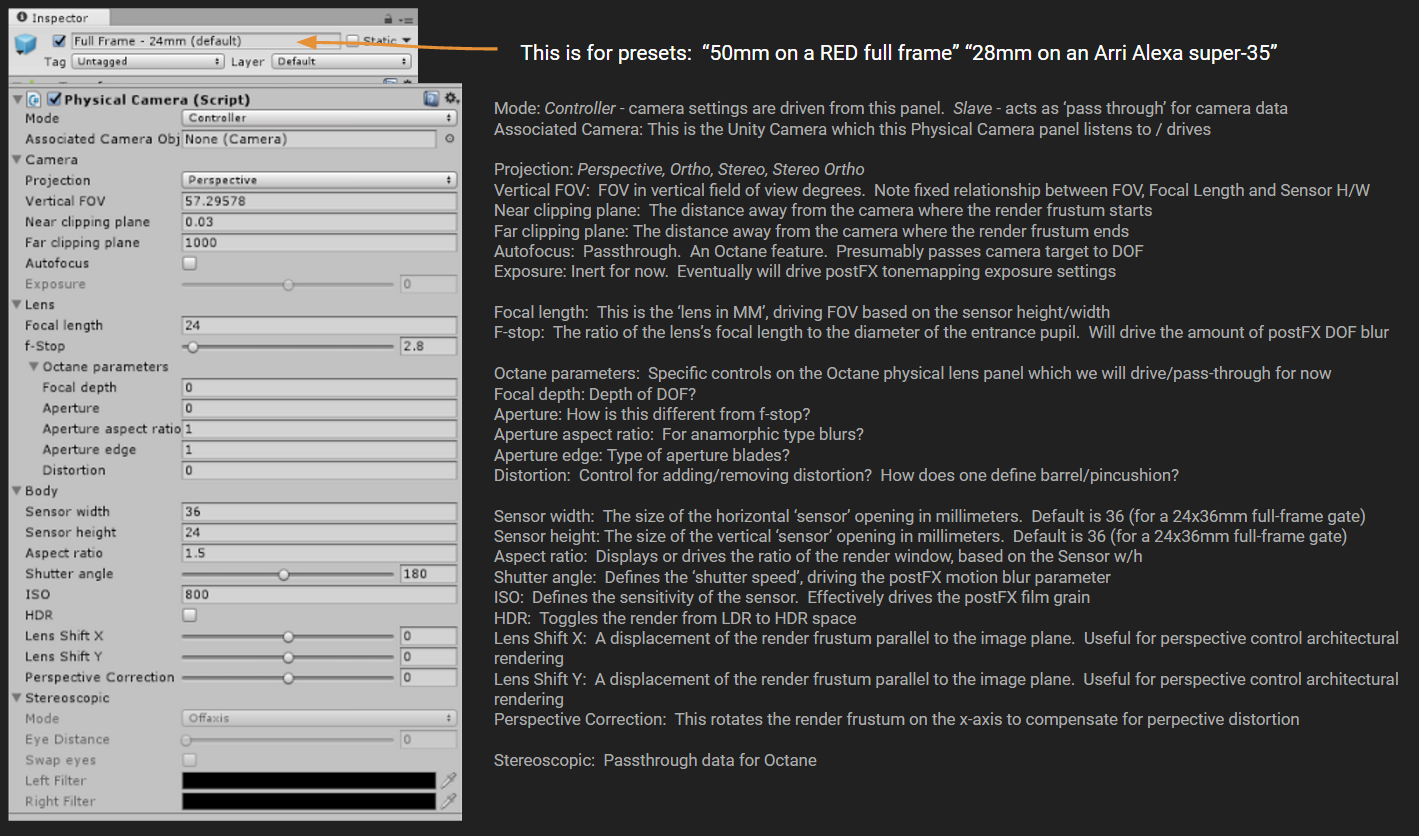 Inspector
Full Frame - 24mm (default)
Static
Tag Untagged Layer Default
This is for presets: “50mm on a RED full frame” “28mm on an Arri Alexa super-35”
Physical Camera (Script)
Mode Controller
Associated Camera Obj None (Camera)
Camera
Projection Perspective
Vertical FOV 57.29578
Near clipping plane 0.03
Far clipping plane 1000
Autofocus
Exposure 0
Lens
Focal length 24
f-Stop 2.8
Octane parameters
Focal depth 0
Aperture 0
Aperture aspect ratio 1
Aperture edge 1
Distortion 0
Body
Sensor width 36
Sensor height 24
Aspect ratio 1.5
Shutter angle 180
ISO 800
HDR
Lens Shift X 0
Lens Shift Y 0
Perspective Correction 0
Stereoscopic
Mode Offaxis
Eye Distance 0
Swap eyes
Left Filter
Right Filter
Mode: Controller - camera settings are driven from this panel. Slave - acts as ‘pass through’ for camera data
Associated Camera: This is the Unity Camera which this Physical Camera panel listens to / drives
Projection: Perspective, Ortho, Stereo, Stereo Ortho
Vertical FOV: FOV in vertical field of view degrees. Note fixed relationship between FOV, Focal Length and Sensor H/W
Near clipping plane: The distance away from the camera where the render frustum starts
Far clipping plane: The distance away from the camera where the render frustum ends
Autofocus: Passthrough. An Octane feature. Presumably passes camera target to DOF
Exposure: Inert for now. Eventually will drive postFX tonemapping exposure settings
Focal length: This is the ‘lens in MM’, driving FOV based on the sensor height/width
F-stop: The ratio of the lens’s focal length to the diameter of the entrance pupil. Will drive the amount of postFX DOF blur
Octane parameters: Specific controls on the Octane physical lens panel which we will drive/pass-through for now
Focal depth: Depth of DOF?
Aperture: How is this different from f-stop?
Aperture aspect ratio: For anamorphic type blurs?
Aperture edge: Type of aperture blades?
Distortion: Control for adding/removing distortion? How does one define barrel/pincushion?
Sensor width: The size of the horizontal ‘sensor’ opening in millimeters. Default is 36 (for a 24x36mm full-frame gate)
Sensor height: The size of the vertical ‘sensor’ opening in millimeters. Default is 36 (for a 24x36mm full-frame gate)
Aspect ratio: Displays or drives the ratio of the render window, based on the Sensor w/h
Shutter angle: Defines the ‘shutter speed’, driving the postFX motion blur parameter
ISO: Defines the sensitivity of the sensor. Effectively drives the postFX film grain
HDR: Toggles the render from LDR to HDR space
Lens Shift X: A displacement of the render frustum parallel to the image plane. Useful for perspective control architectural
rendering
Lens Shift Y: A displacement of the render frustum parallel to the image plane. Useful for perspective control architectural
rendering
Perspective Correction: This rotates the render frustum on the x-axis to compensate for perpective distortion
Stereoscopic: Passthrough data for Octane